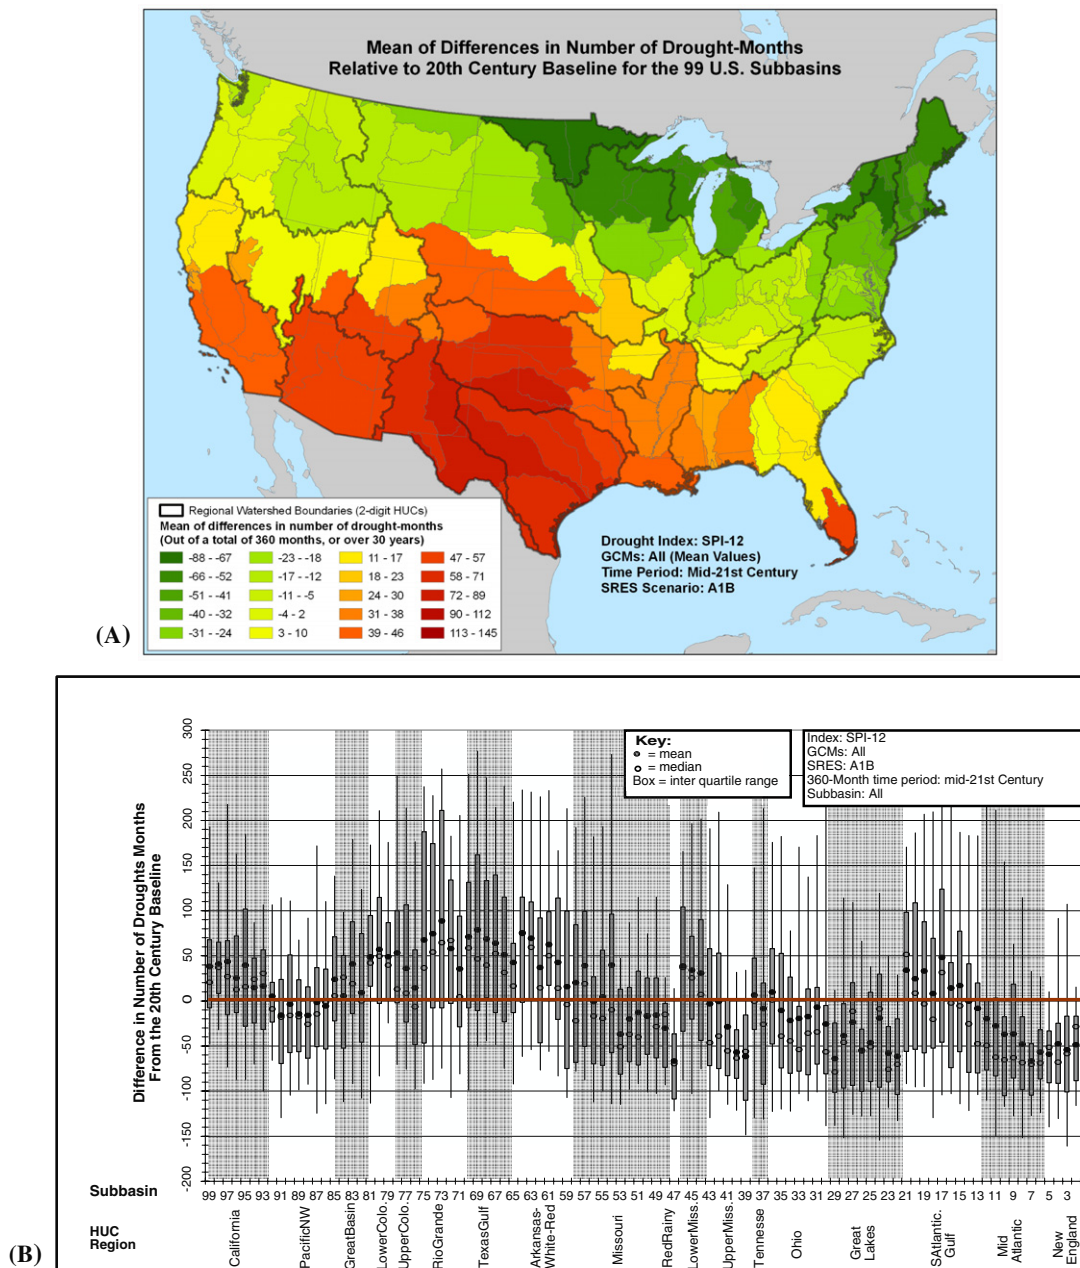 Mean of Differences in Number of Drought-Months
Relative to 20th Century Baseline for the 99 U.S. Subbasins
Regional Watershed Boundaries (2-digit HUCs)
Mean of differences in number of drought-months
(Out of a total of 360 months, or over 30 years)
-88 - -67
-23 - -18
11 - 17
47 - 57
-66 - -52
-17 - -12
18 - 23
58 - 71
-51 - -41
-11 - -5
24 - 30
72 - 89
-40 - -32
-4 - 2
31 - 38
90 - 112
-31 - -24
3 - 10
39 - 46
113 - 145
Drought Index: SPI-12
GCMs: All (Mean Values)
Time Period: Mid-21st Century
SRES Scenario: A1B
(A)
Key:
= mean
= median
Box = inter quartile range
Index: SPI-12
GCMs: All
SRES: A1B
360-Month time period: mid-21st Century
Subbasin: All
Difference in Number of Droughts Months
From the 20th Century Baseline
300
250
200
150
100
50
0
-50
-100
-150
-200
Subbasin
99 97 95 93 91 89 87 85 83 81 79 77 75 73 71 69 67 65 63 61 59 57 55 53 51 49 47 45 43 41 39 37 35 33 31 29 27 25 23 21 19 17 15 13 11 9 7 5 3
HUC
Region
California
PacificNW
GreatBasin
LowerColo.
UpperColo.
RioGrande
TexasGulf
Arkansas-
White-Red
Missouri
RedRainy
LowerMiss.
UpperMiss.
Tennesse
Ohio
Great
Lakes
SAtlantic.
Gulf
Mid
Atlantic
New
England
(B)